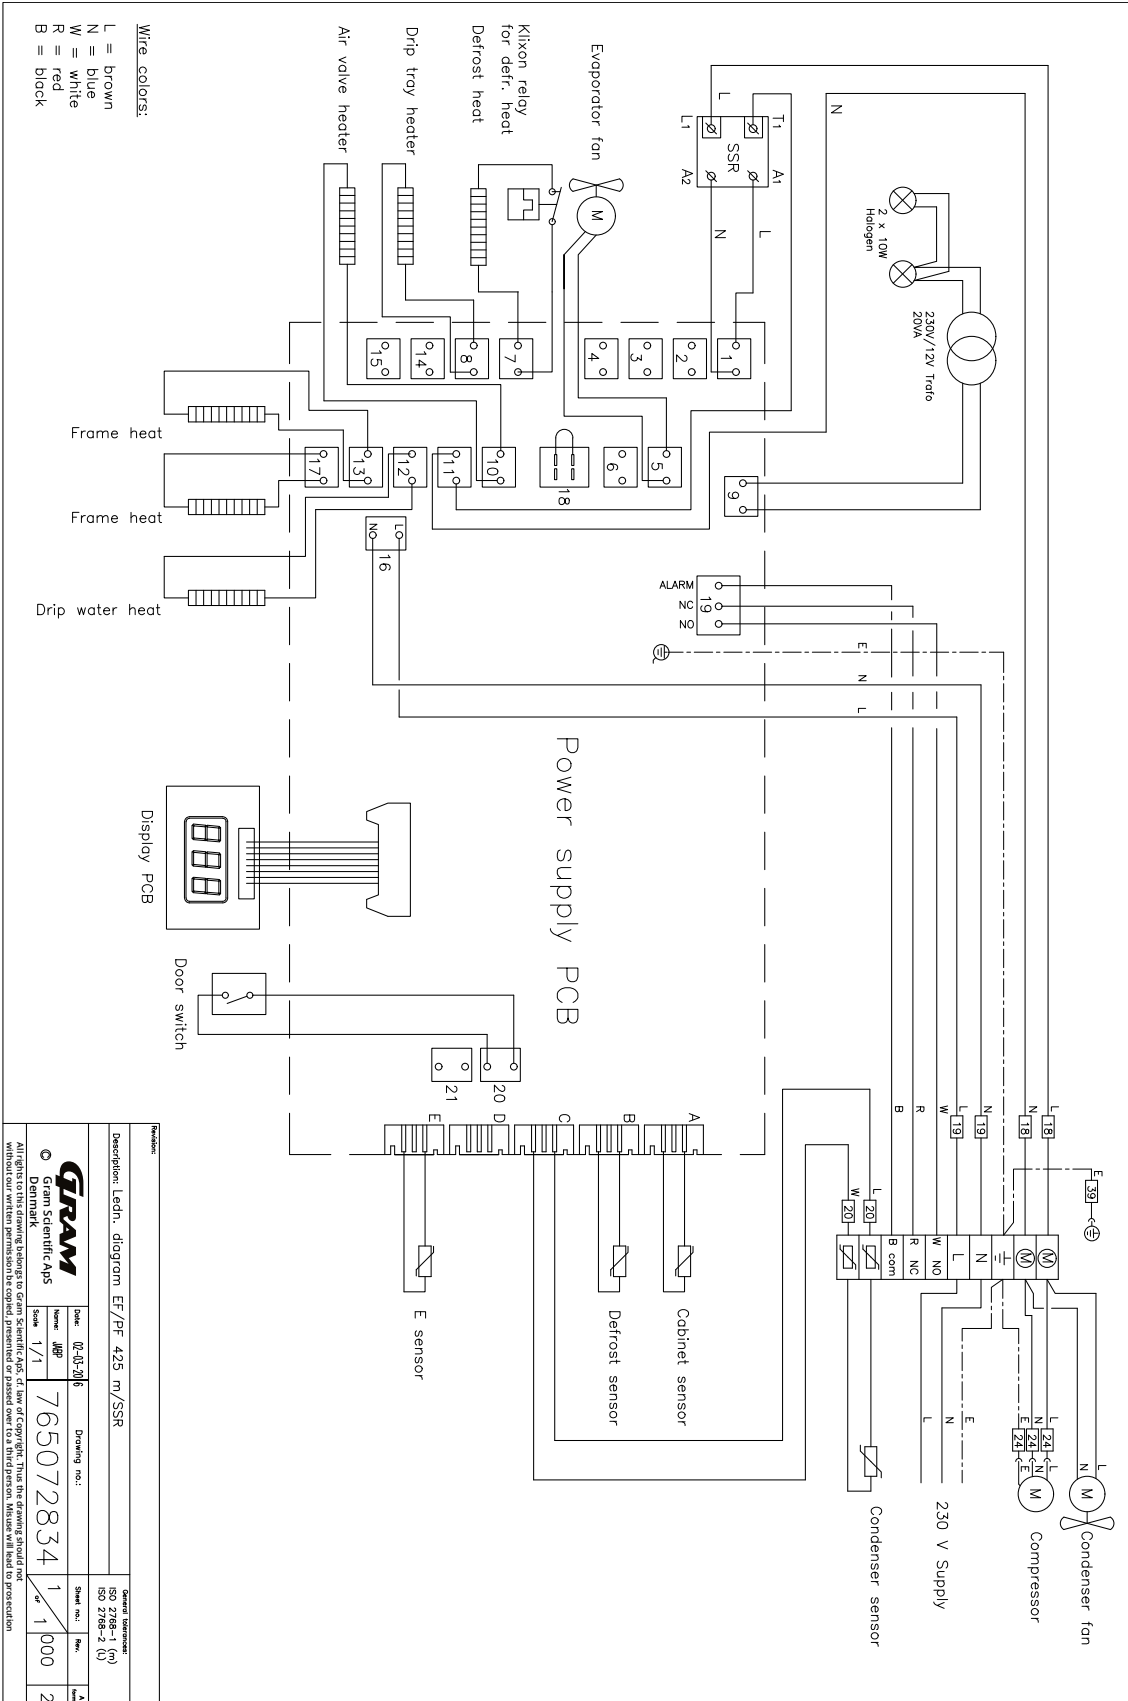 Wire colors:
L = brown
N = blue
W = white
R = red
B = black
Air valve heater
Drip tray heater
Klixon relay
for defr. heat
Defrost heat
Evaporator fan
L
N
L1
T1
SSR
A2
A1
N
L
2 x 10W
Halogen
230V/12V Trafo
20VA
15
14
8
7
4
3
2
1
17
13
12
11
10
18
6
5
9
16
N
L
Frame heat
Frame heat
Drip water heat
ALARM
NC
NO
19
E
N
L
Power supply PCB
Display PCB
Door switch
20
21
A
B
C
D
E
Cabinet sensor
Defrost sensor
E sensor
Condenser sensor
L 18
N 18
N 19
L 19
W
R
B
E 39
L 20
W 20
M
M
N
L
W NO
R NC
B com
L 24 L
N 24 N
E 24 E
M
Compressor
L
N
M
Condenser fan
E
N
L
230 V Supply
Revision:
Description: Ledn. diagram EF/PF 425 m/SSR
General tolerances:
ISO 2768-1 (m)
ISO 2768-2 (L)
GRAM
© Gram Scientific ApS
Denmark
Date: 02-03-2016
Name: JABP
Scale 1/1
Drawing no.:
765072834
Sheet no.:
1 OF 1
Rev.
000
2
All rights to this drawing belongs to Gram Scientific ApS, cf. law of Copyright. Thus the drawing should not
without our written permission be copied, presented or passed over to a third person. Misuse will lead to prosecution